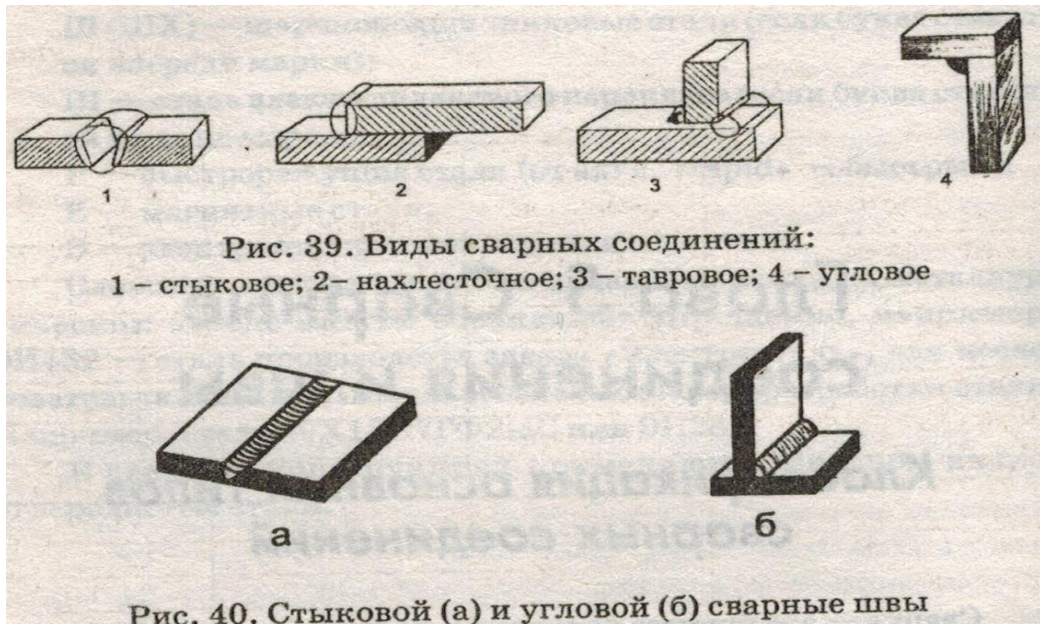 1
2
3
4
Рис. 39. Виды сварных соединений:
1 – стыковое; 2– нахлесточное; 3 – тавровое; 4 – угловое
а
б
Рис. 40. Стыковой (а) и угловой (б) сварные швы